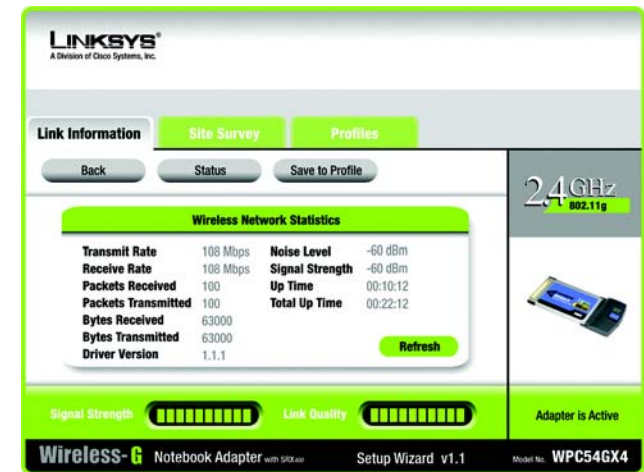 LINKSYS®
A Division of Cisco Systems, Inc.
Link Information
Site Survey
Profiles
Back
Status
Save to Profile
2.4GHz
802.11g
Wireless Network Statistics
Transmit Rate 108 Mbps Noise Level -60 dBm
Receive Rate 108 Mbps Signal Strength -60 dBm
Packets Received 100 Up Time 00:10:12
Packets Transmitted 100 Total Up Time 00:22:12
Bytes Received 63000
Bytes Transmitted 63000
Driver Version 1.1.1
Refresh
Signal Strength Link Quality Adapter is Active
Wireless-G Notebook Adapter with SRX400 Setup Wizard v1.1 Model No. WPC54GX4